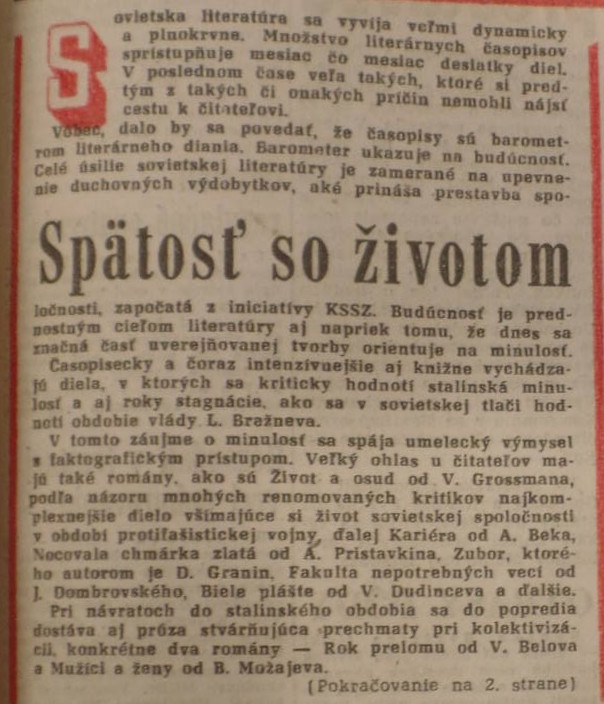 Sovietska literatúra sa vyvíja veľmi dynamicky
a plnokrvne. Množstvo literárnych časopisov
sprístupňuje mesiac čo mesiac desiatky diel.
V poslednom čase veľa takých, ktoré si pred-
tým z takých či onakých príčin nemohli nájsť
cestu k čitateľovi.
Vôbec, dalo by sa povedať, že časopisy sú baromet-
rom literárneho diania. Barometer ukazuje na budúcnosť.
Celé úsilie sovietskej literatúry je zamerané na upevne-
nie duchovných výdobytkov, aké prináša prestavba spo-
Spätosť so životom
ločnosti, započatá z iniciatívy KSSZ. Budúcnosť je pred-
nostným cieľom literatúry aj napriek tomu, že dnes sa
značná časť uverejňovanej tvorby orientuje na minulosť.
Časopisecky a čoraz intenzívnejšie aj knižne vychádza-
jú diela, v ktorých sa kriticky hodnotí stalinská minu-
losť a aj roky stagnácie, ako sa v sovietskej tlači hod-
notí obdobie vlády L. Brežneva.
V tomto záujme o minulosť sa spája umelecký výmysel
s faktografickým prístupom. Veľký ohlas u čitateľov ma-
jú také romány, ako sú Život a osud od V. Grossmana,
podľa názoru mnohých renomovaných kritikov najkom-
plexnejšie dielo všímajúce si život sovietskej spoločnosti
v období protifašistickej vojny, ďalej Kariéra od A. Beka,
Nocovala chmárka zlatá od A. Pristavkina, Zubor, ktoré-
ho autorom je D. Granin, Fakulta nepotrebných vecí od
J. Dombrovského, Biele plášte od V. Dudinceva a ďalšie.
Pri návratoch do stalinského obdobia sa do popredia
dostáva aj próza stvárňujúca prechmaty pri kolektivizá-
cii, konkrétne dva romány — Rok prelomu od V. Belova
a Mužíci a ženy od B. Možajeva.
(Pokračovanie na 2. strane)